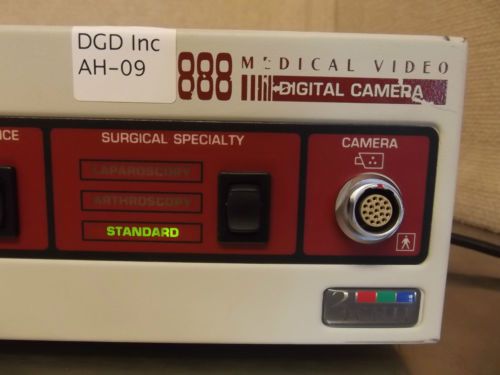 DGD Inc
AH-09
888 MEDICAL VIDEO
DIGITAL CAMERA
SURGICAL SPECIALTY
CAMERA
LAPAROSCOPY
ARTHROSCOPY
STANDARD